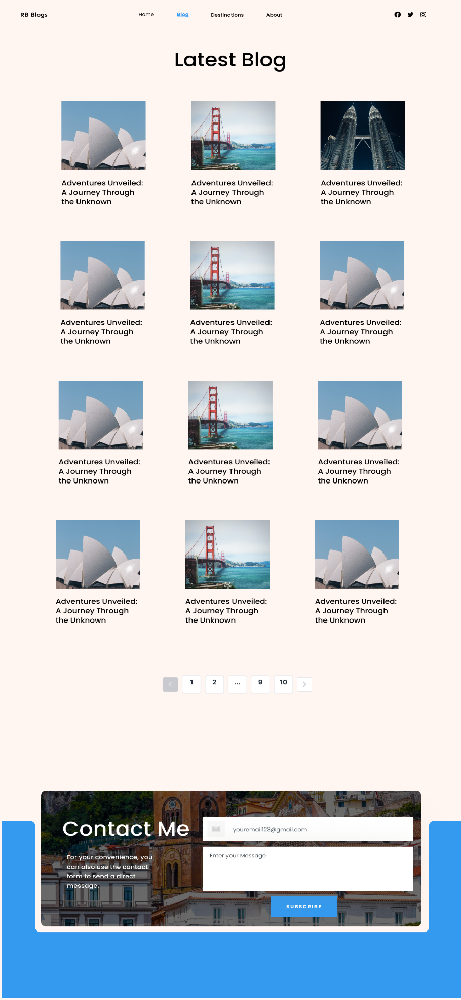 RB Blogs
Home
Blog
Destinations
About
Latest Blog
Adventures Unveiled:
A Journey Through
the Unknown
Adventures Unveiled:
A Journey Through
the Unknown
Adventures Unveiled:
A Journey Through
the Unknown
Adventures Unveiled:
A Journey Through
the Unknown
Adventures Unveiled:
A Journey Through
the Unknown
Adventures Unveiled:
A Journey Through
the Unknown
Adventures Unveiled:
A Journey Through
the Unknown
Adventures Unveiled:
A Journey Through
the Unknown
Adventures Unveiled:
A Journey Through
the Unknown
Adventures Unveiled:
A Journey Through
the Unknown
Adventures Unveiled:
A Journey Through
the Unknown
Adventures Unveiled:
A Journey Through
the Unknown
1
2
...
9
10
Contact Me
For your convenience, you
can also use the contact
form to send a direct
message.
youremail123@gmail.com
Enter your Message
SUBSCRIBE